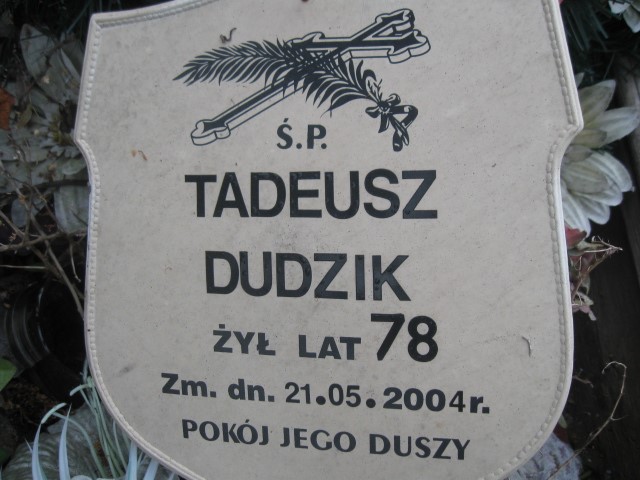 Ś.P.
TADEUSZ
DUDZIK
ŻYŁ LAT 78
Zm. dn. 21.05.2004r.
POKÓJ JEGO DUSZY